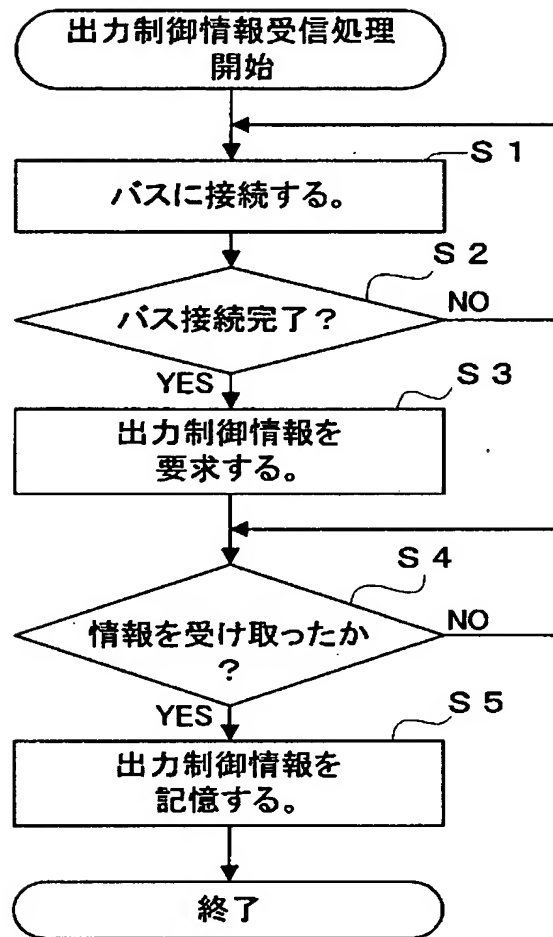 出力制御情報受信処理
開始
S 1
バスに接続する。
S 2
バス接続完了？
NO
YES
S 3
出力制御情報を
要求する。
S 4
情報を受け取ったか
？
NO
YES
S 5
出力制御情報を
記憶する。
終了